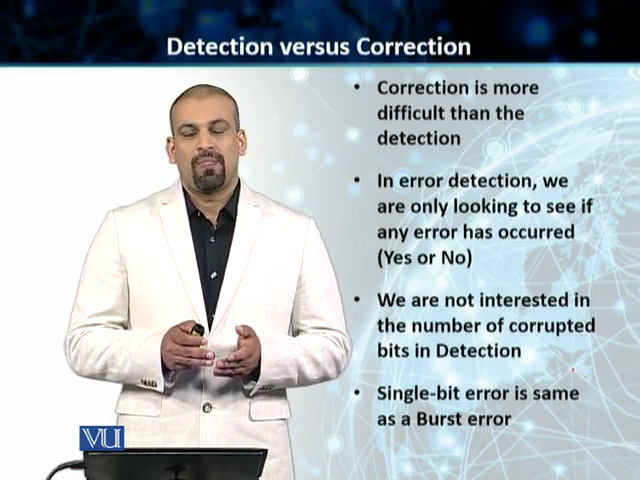 Detection versus Correction
• Correction is more
difficult than the
detection
• In error detection, we
are only looking to see if
any error has occurred
(Yes or No)
• We are not interested in
the number of corrupted
bits in Detection
• Single-bit error is same
as a Burst error
VU